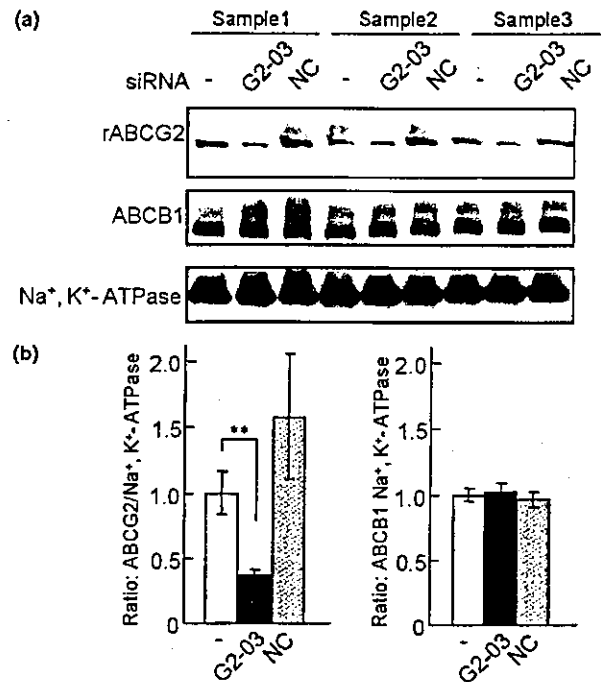 (a)
Sample1 Sample2 Sample3
siRNA - G2-03 NC - G2-03 NC - G2-03 NC
rABCG2
ABCB1
Na⁺, K⁺-ATPase
(b)
Ratio: ABCG2/Na⁺, K⁺- ATPase
2.0
1.5
1.0
0.5
0
**
- G2-03 NC
Ratio: ABCB1 Na⁺, K⁺- ATPase
2.0
1.5
1.0
0.5
0
- G2-03 NC